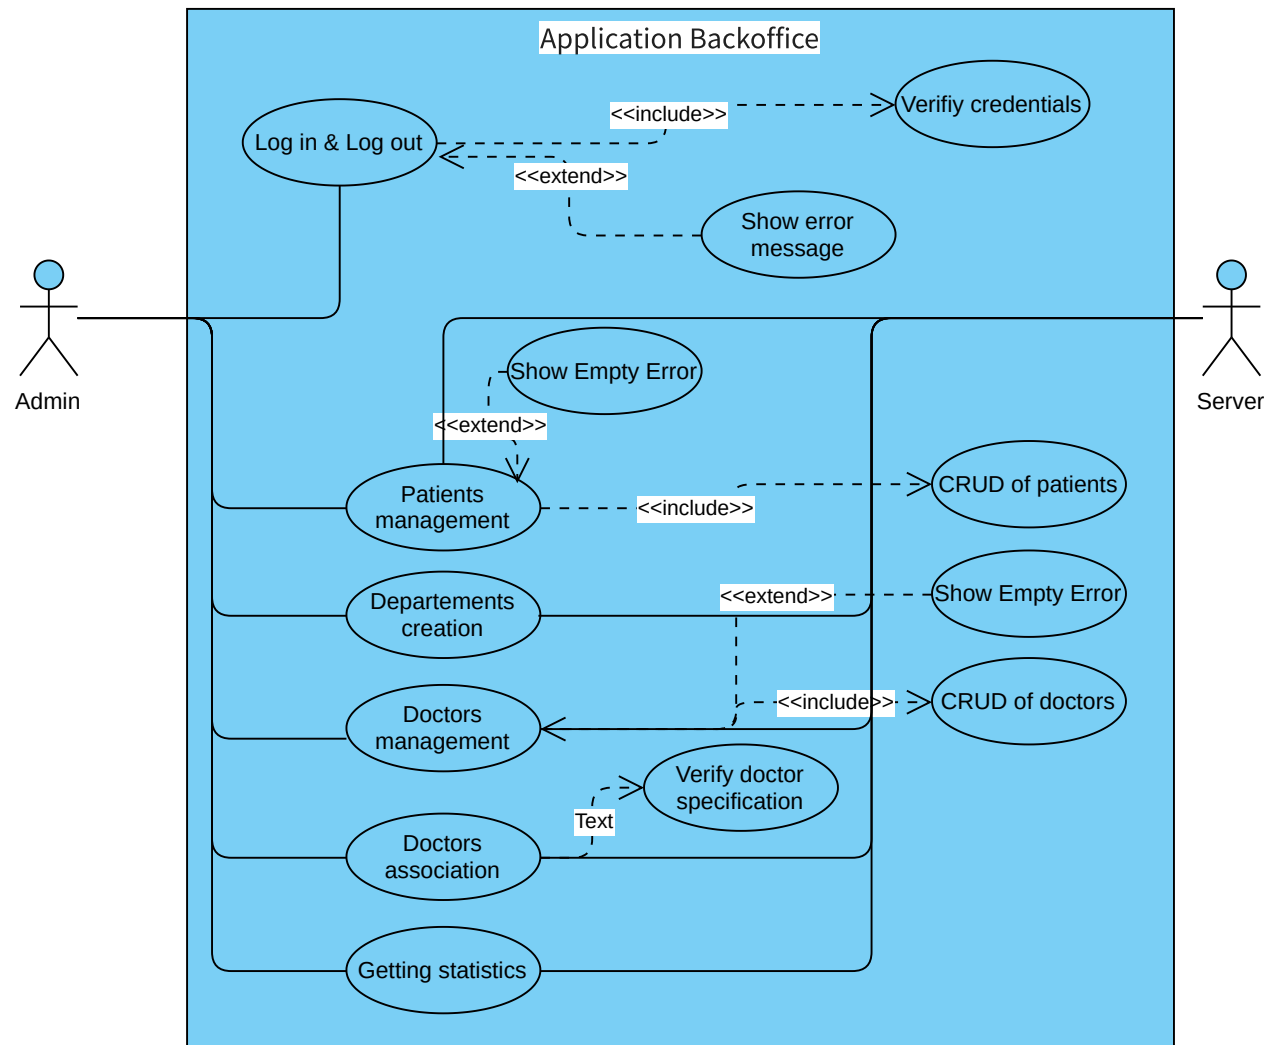 Application Backoffice
Verifiy credentials
<<include>>
Log in & Log out
<<extend>>
Show error
message
Show Empty Error
Admin
Server
<<extend>>
Patients
management
<<include>>
CRUD of patients
Departements
creation
<<extend>>
Show Empty Error
Doctors
management
<<include>>
CRUD of doctors
Verify doctor
specification
Text
Doctors
association
Getting statistics